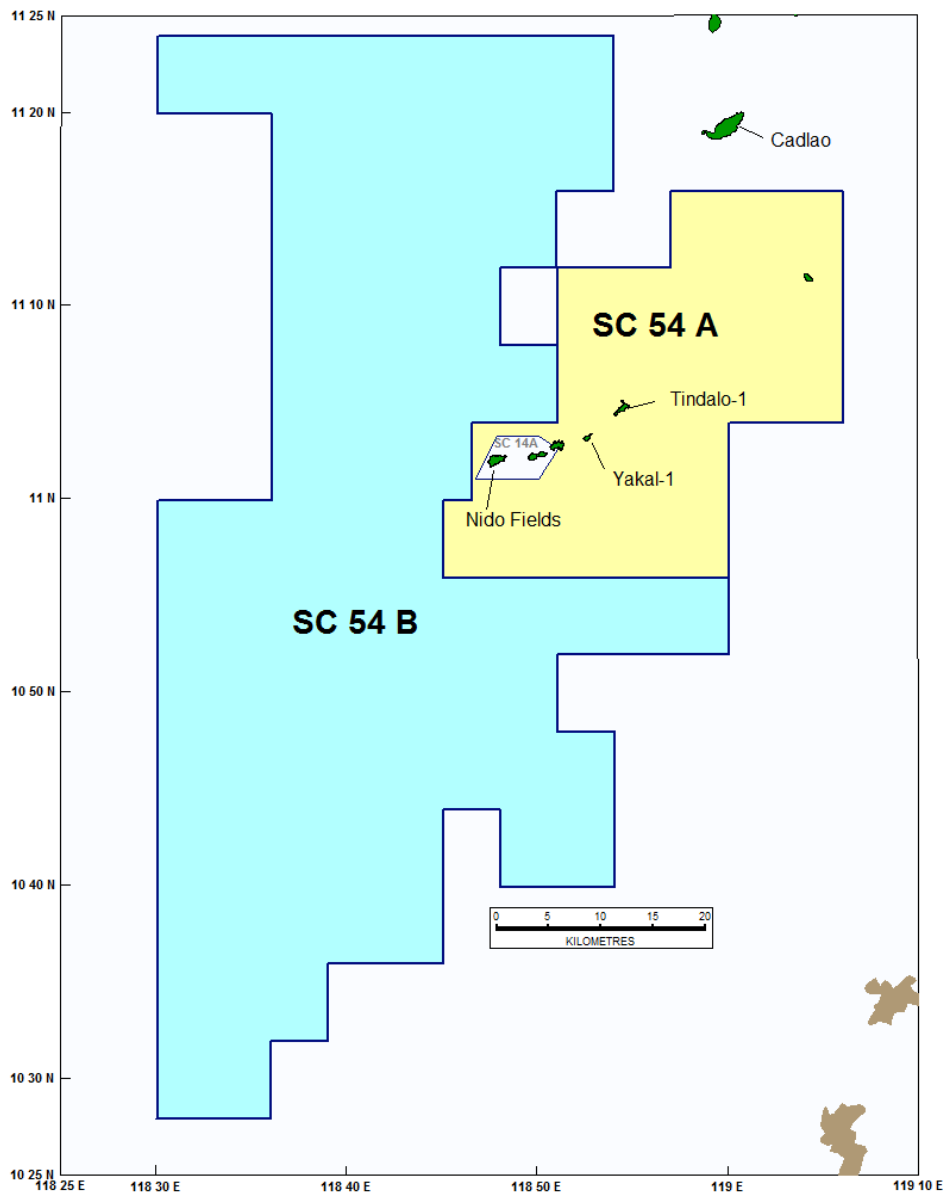 11 25 N
11 20 N
Cadlao
11 10 N
SC 54 A
Tindalo-1
SC 14A
Yakal-1
11 N
Nido Fields
SC 54 B
10 50 N
10 40 N
0 5 10 15 20
KILOMETRES
10 30 N
10 25 N
118 25 E 118 30 E 118 40 E 118 50 E 119 E 119 10 E